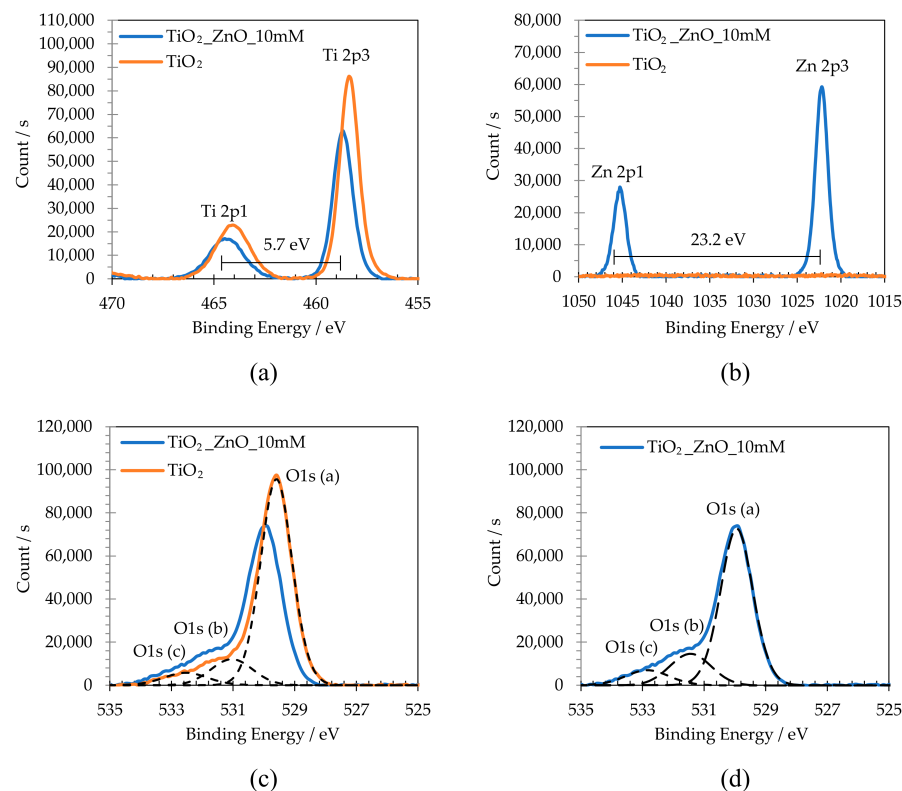 110,000
100,000
90,000
80,000
70,000
60,000
50,000
40,000
30,000
20,000
10,000
0
Count / s
TiO₂_ZnO_10mM
TiO₂
Ti 2p3
Ti 2p1
5.7 eV
470 466 462 458 455
Binding Energy / eV
(a)
80,000
70,000
60,000
50,000
40,000
30,000
20,000
10,000
0
Count / s
TiO₂_ZnO_10mM
TiO₂
Zn 2p3
Zn 2p1
23.2 eV
1050 1045 1040 1035 1030 1025 1020 1015
Binding Energy / eV
(b)
120,000
100,000
80,000
60,000
40,000
20,000
0
Count / s
TiO₂_ZnO_10mM
TiO₂
O1s (a)
O1s (b)
O1s (c)
535 533 531 529 527 525
Binding Energy / eV
(c)
120,000
100,000
80,000
60,000
40,000
20,000
0
Count / s
TiO₂_ZnO_10mM
O1s (a)
O1s (b)
O1s (c)
535 533 531 529 527 525
Binding Energy / eV
(d)